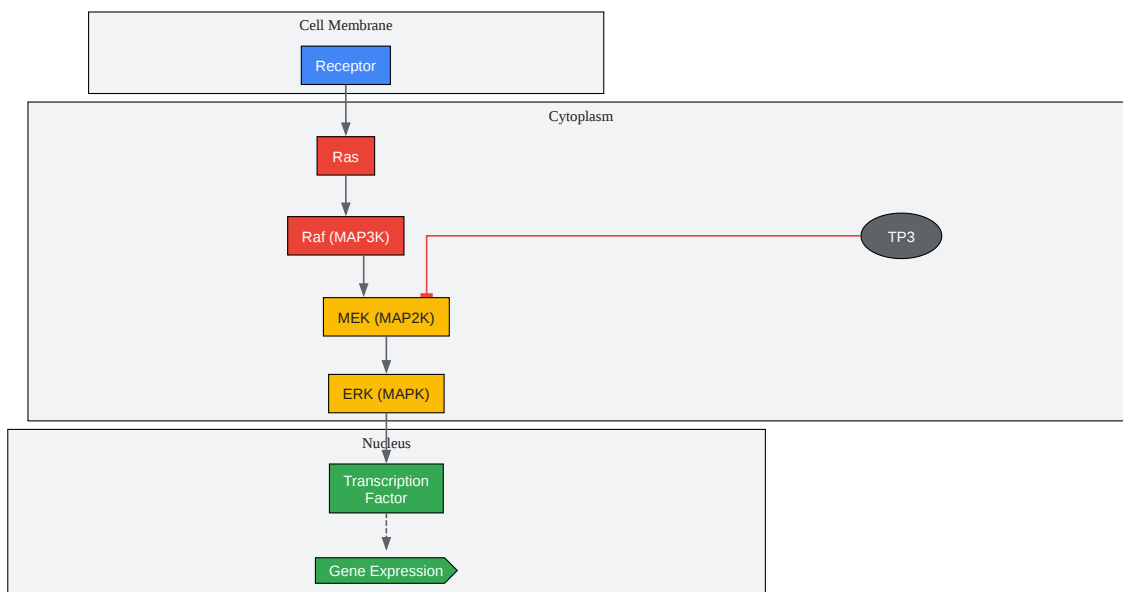 Cell Membrane
Receptor
Cytoplasm
Ras
Raf (MAP3K)
TP3
MEK (MAP2K)
ERK (MAPK)
Nucleus
Transcription
Factor
Gene Expression